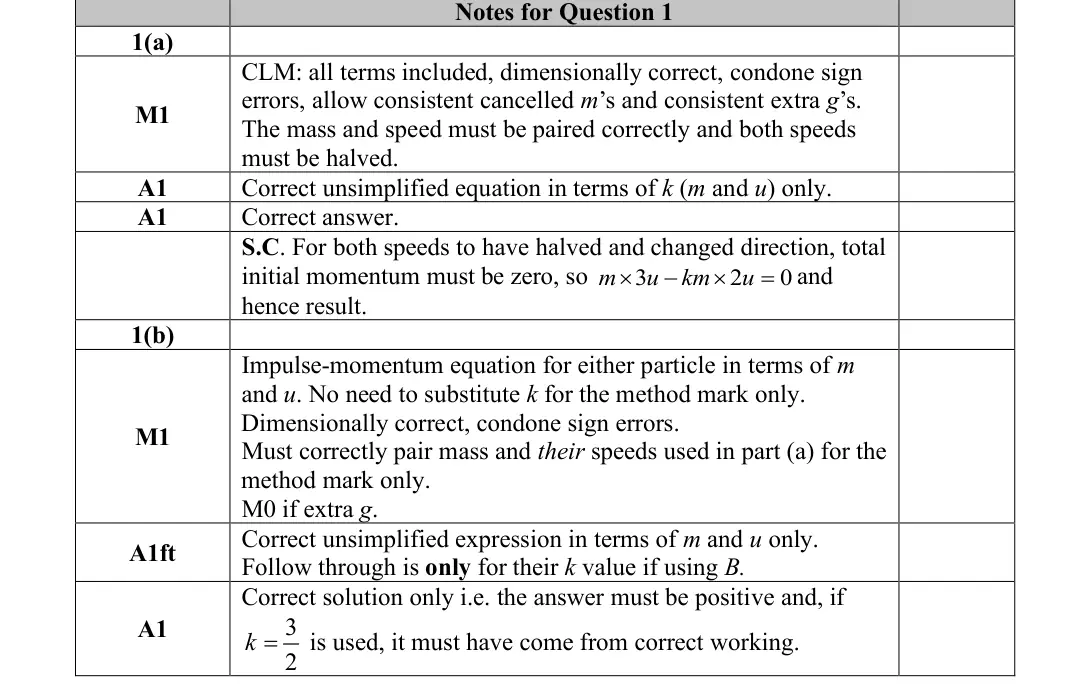 Notes for Question 1
1(a)
M1
CLM: all terms included, dimensionally correct, condone sign
errors, allow consistent cancelled m's and consistent extra g's.
The mass and speed must be paired correctly and both speeds
must be halved.
A1
Correct unsimplified equation in terms of k (m and u) only.
A1
Correct answer.
S.C. For both speeds to have halved and changed direction, total
initial momentum must be zero, so m × 3u − km × 2u = 0 and
hence result.
1(b)
M1
Impulse-momentum equation for either particle in terms of m
and u. No need to substitute k for the method mark only.
Dimensionally correct, condone sign errors.
Must correctly pair mass and their speeds used in part (a) for the
method mark only.
M0 if extra g.
A1ft
Correct unsimplified expression in terms of m and u only.
Follow through is only for their k value if using B.
A1
Correct solution only i.e. the answer must be positive and, if
k = 3/2 is used, it must have come from correct working.